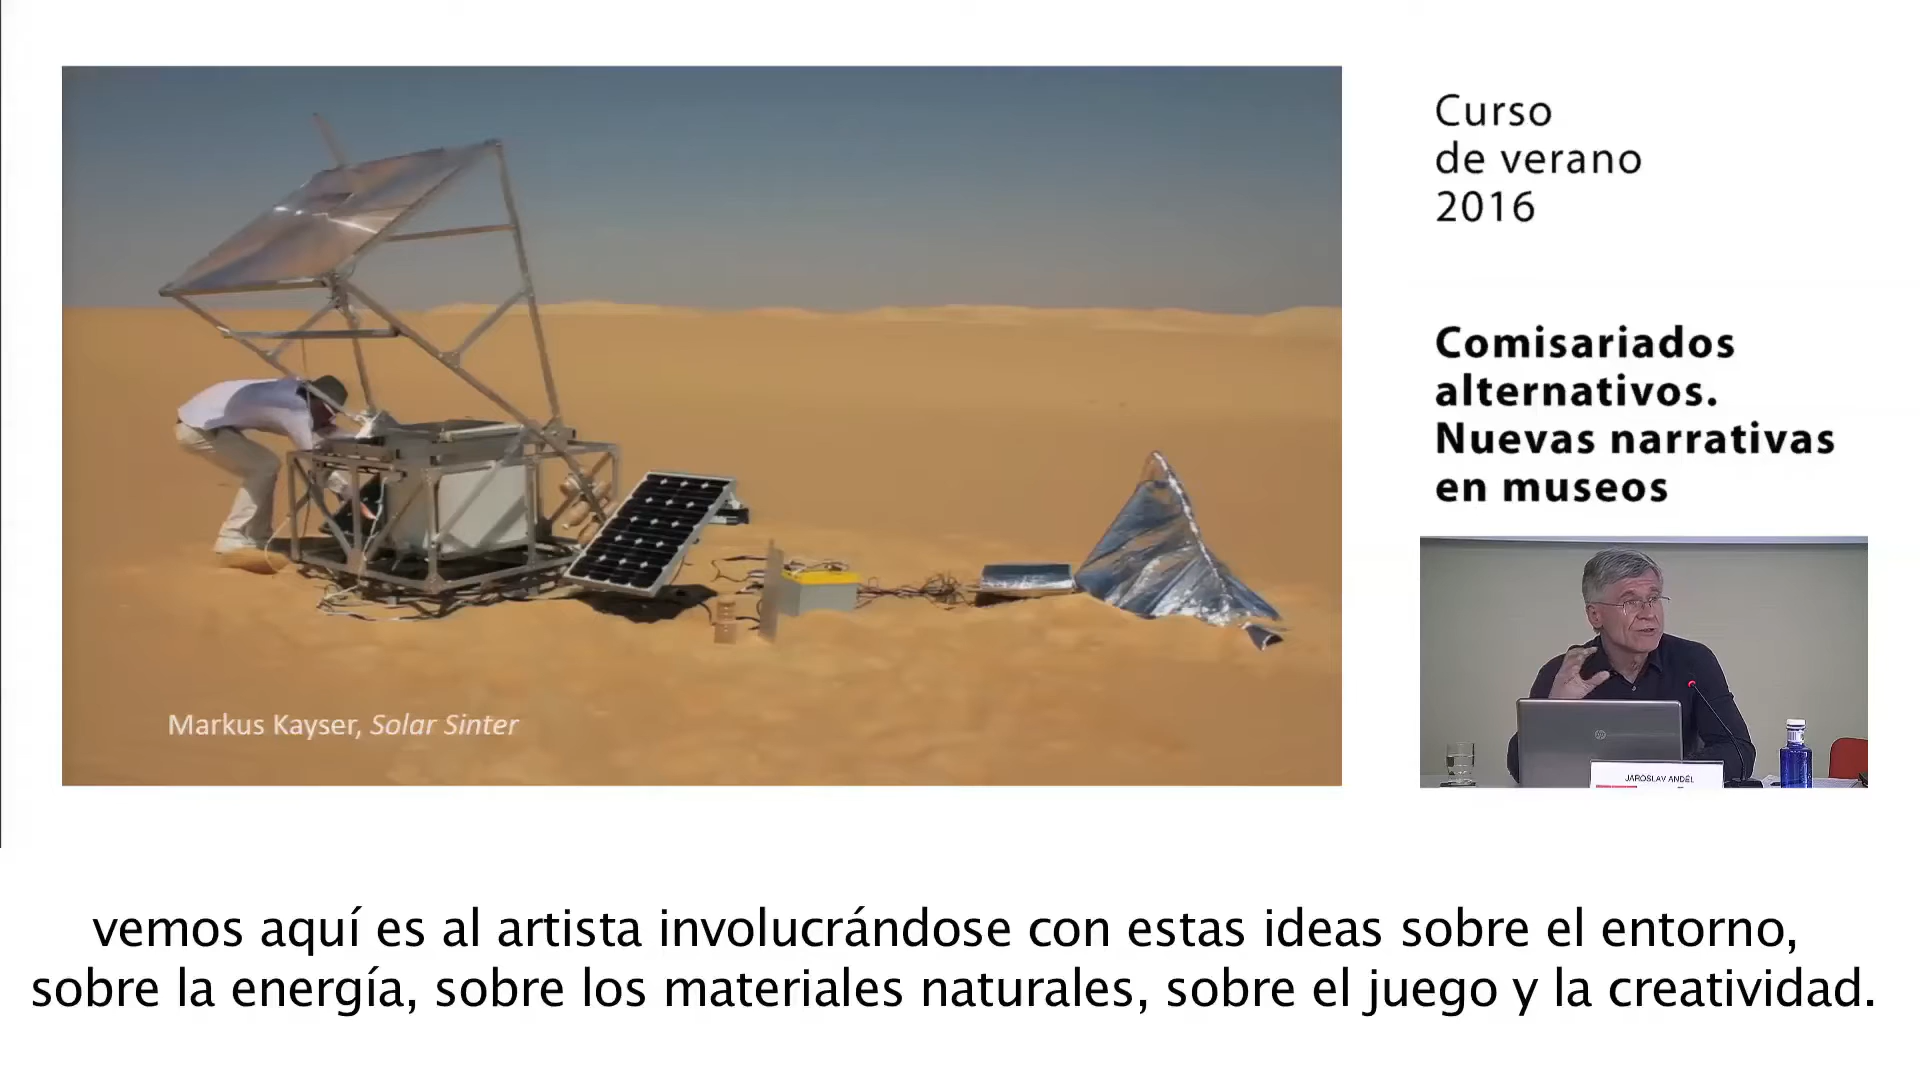 Curso
de verano
2016
Comisariados
alternativos.
Nuevas narrativas
en museos
Markus Kayser, Solar Sinter
hp
JAROSLAV ANDĚL
vemos aquí es al artista involucrándose con estas ideas sobre el entorno,
sobre la energía, sobre los materiales naturales, sobre el juego y la creatividad.